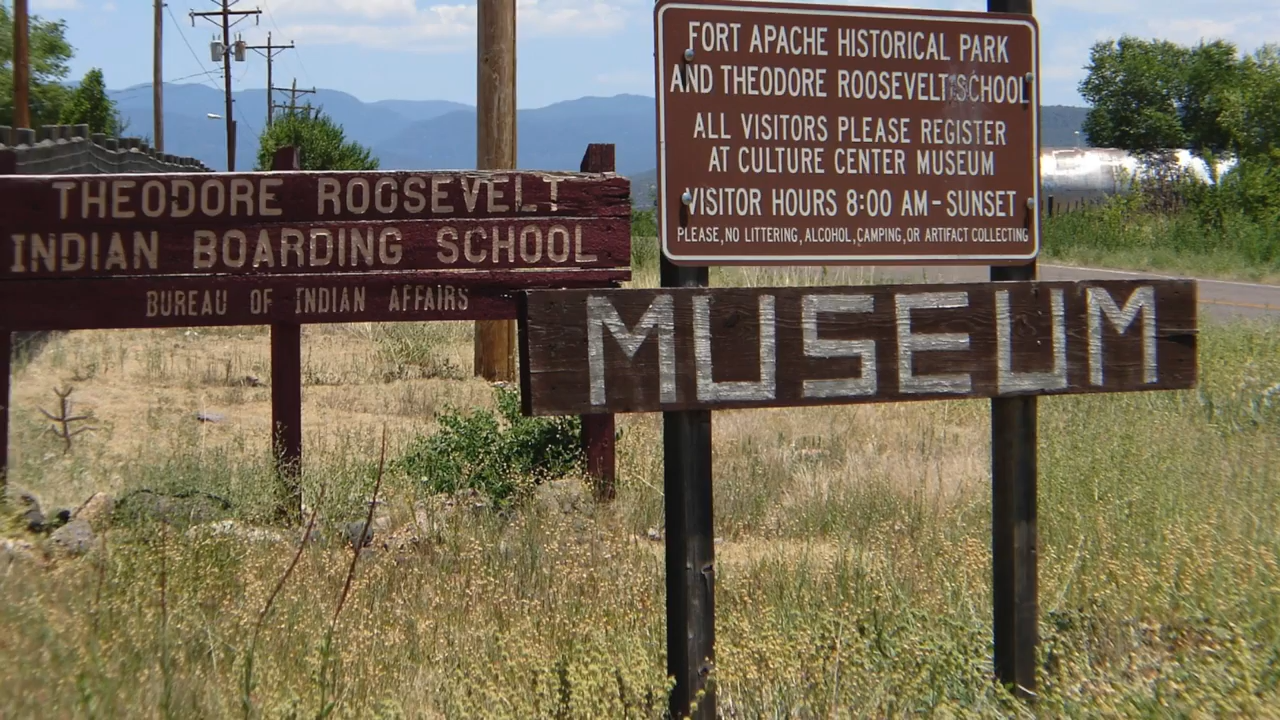 THEODORE ROOSEVELT
INDIAN BOARDING SCHOOL
BUREAU OF INDIAN AFFAIRS
FORT APACHE HISTORICAL PARK
AND THEODORE ROOSEVELT SCHOOL
ALL VISITORS PLEASE REGISTER
AT CULTURE CENTER MUSEUM
VISITOR HOURS 8:00 AM-SUNSET
PLEASE, NO LITTERING, ALCOHOL, CAMPING, OR ARTIFACT COLLECTING
MUSEUM